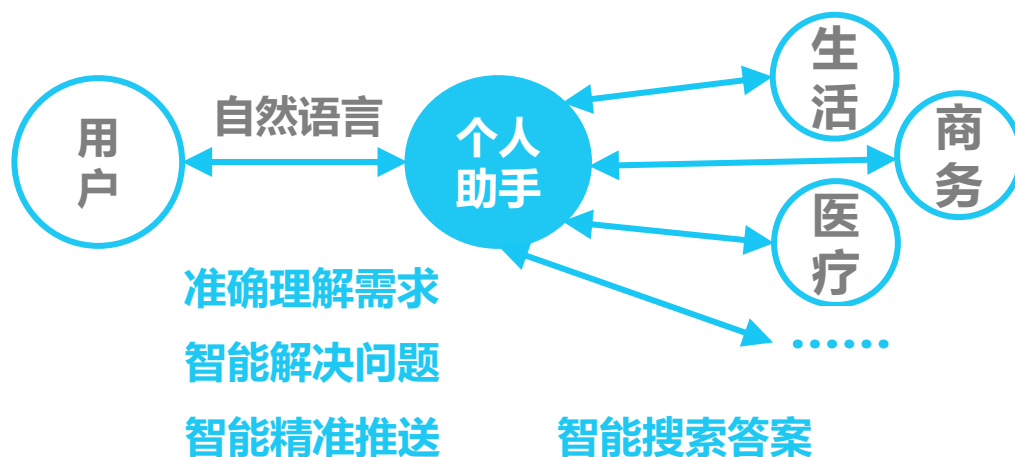 用户
自然语言
个人
助手
生活
商务
医疗
······
准确理解需求
智能解决问题
智能精准推送
智能搜索答案